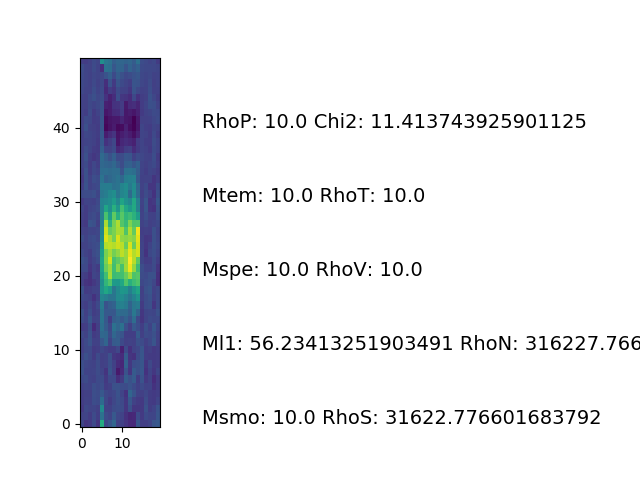 40
RhoP: 10.0 Chi2: 11.413743925901125
30
Mtem: 10.0 RhoT: 10.0
20
Mspe: 10.0 RhoV: 10.0
10
Ml1: 56.23413251903491 RhoN: 316227.766
0
Msmo: 10.0 RhoS: 31622.776601683792
0 10